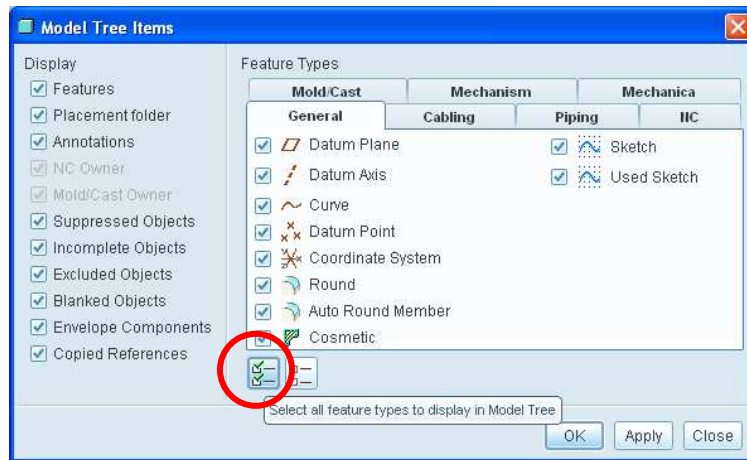 Model Tree Items
Display
Features
Placement folder
Annotations
NC Owner
Mold/Cast Owner
Suppressed Objects
Incomplete Objects
Excluded Objects
Blanked Objects
Envelope Components
Copied References
Feature Types
Mold/Cast Mechanism Mechanica
General Cabling Piping NC
Datum Plane
Datum Axis
Curve
Datum Point
Coordinate System
Round
Auto Round Member
Cosmetic
Sketch
Used Sketch
Select all feature types to display in Model Tree
OK Apply Close